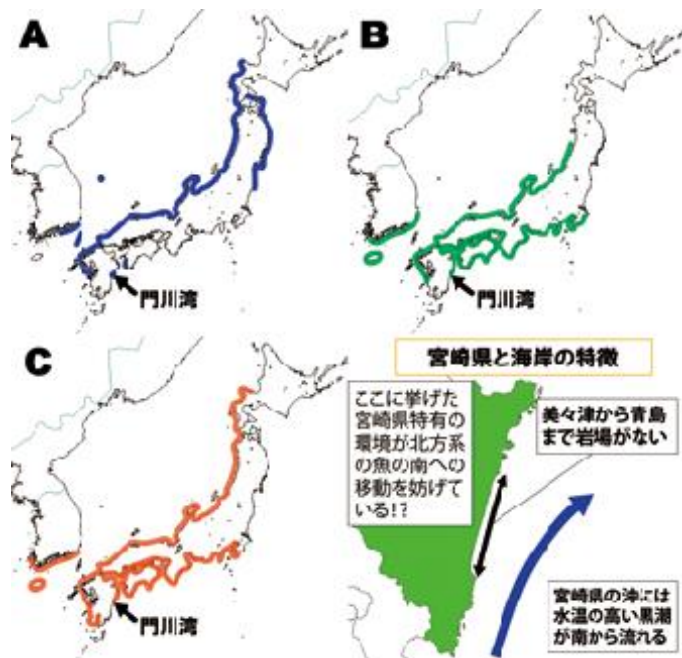 A
門川湾
B
門川湾
C
門川湾
宮崎県と海岸の特徴
ここに挙げた
宮崎県特有の
環境が北方系
の魚の南への
移動を妨げて
いる!?
美々津から青島
まで岩場がない
宮崎県の沖には
水温の高い黒潮
が南から流れる